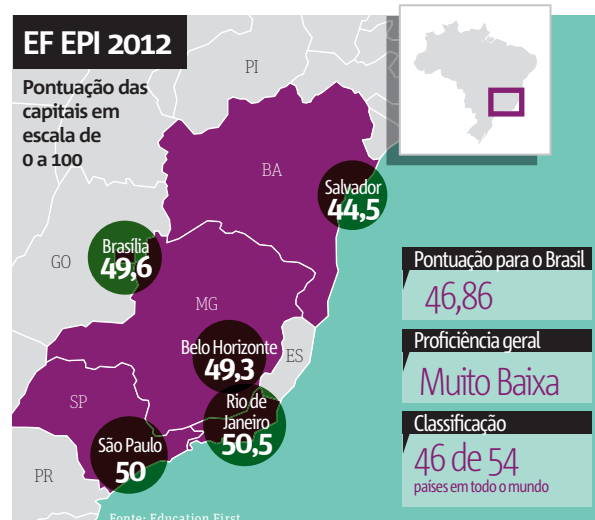 EF EPI 2012
Pontuação das
capitais em
escala de
0 a 100
PI
BA
Salvador
44,5
Brasília
49,6
GO
MG
Belo Horizonte
49,3
ES
Rio de
Janeiro
50,5
SP
São Paulo
50
PR
Fonte: Education First
Pontuação para o Brasil
46,86
Proficiência geral
Muito Baixa
Classificação
46 de 54
países em todo o mundo